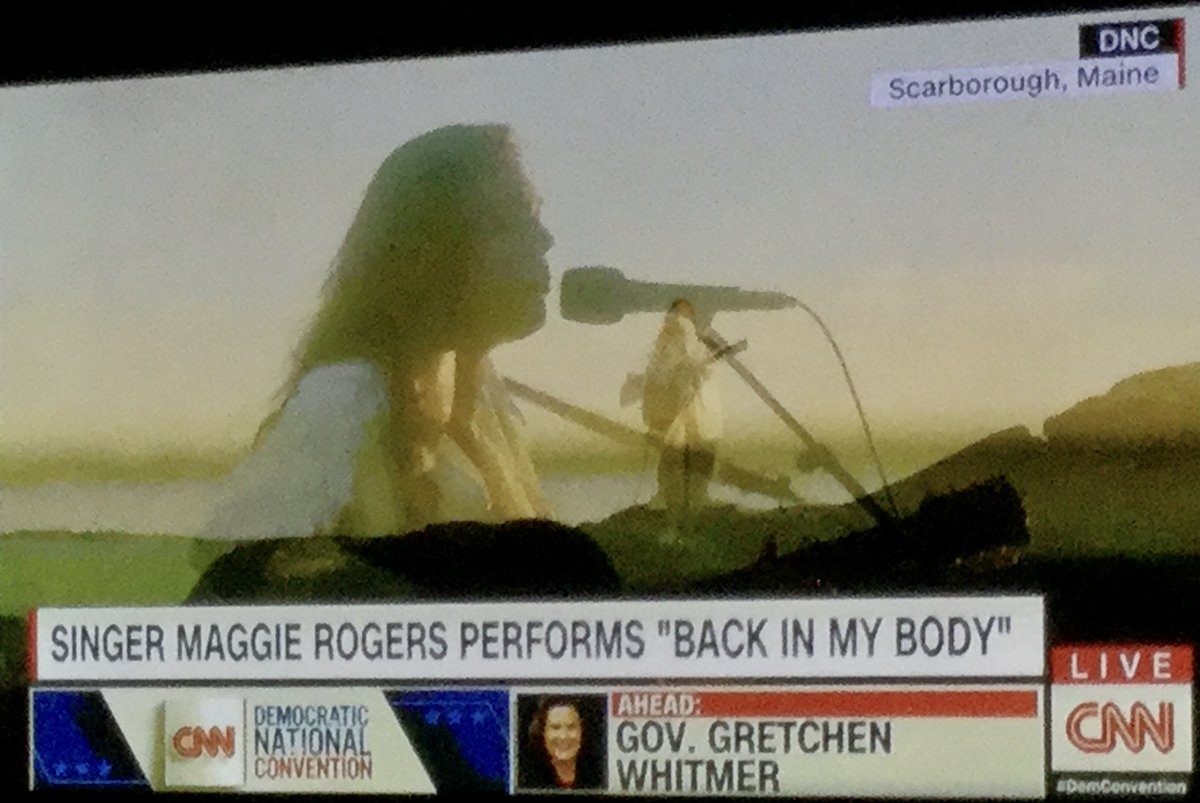 DNC
Scarborough, Maine
SINGER MAGGIE ROGERS PERFORMS "BACK IN MY BODY"
CNN
DEMOCRATIC
NATIONAL
CONVENTION
AHEAD:
GOV. GRETCHEN
WHITMER
LIVE
CNN
#DemConvention